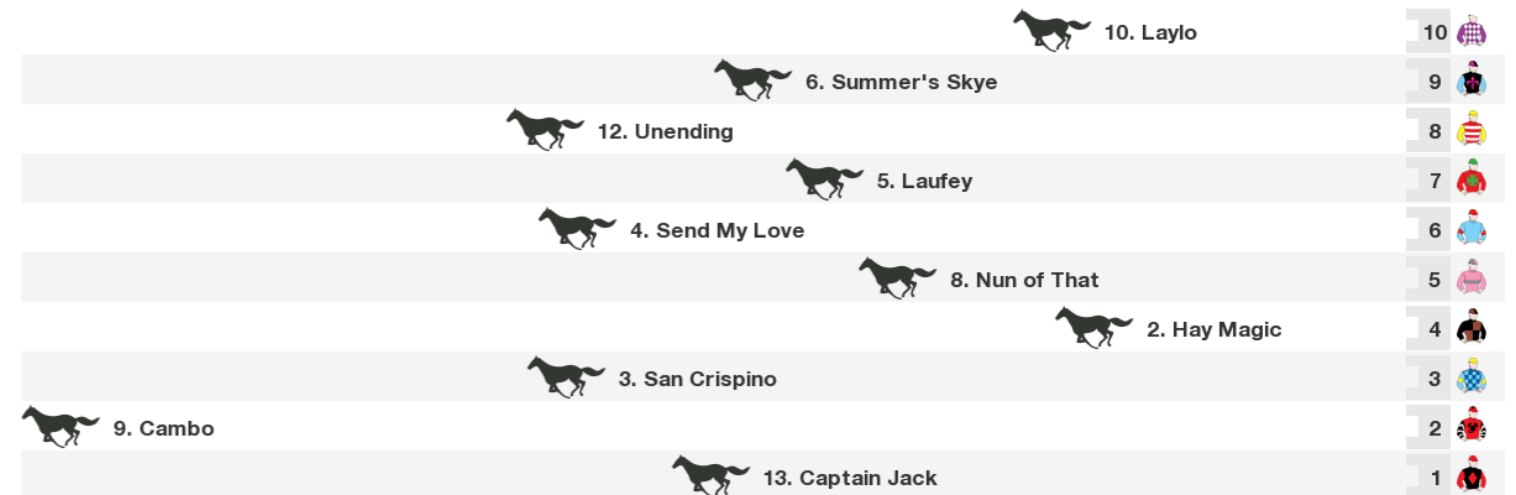 10. Laylo 10
6. Summer's Skye 9
12. Unending 8
5. Laufey 7
4. Send My Love 6
8. Nun of That 5
2. Hay Magic 4
3. San Crispino 3
9. Cambo 2
13. Captain Jack 1